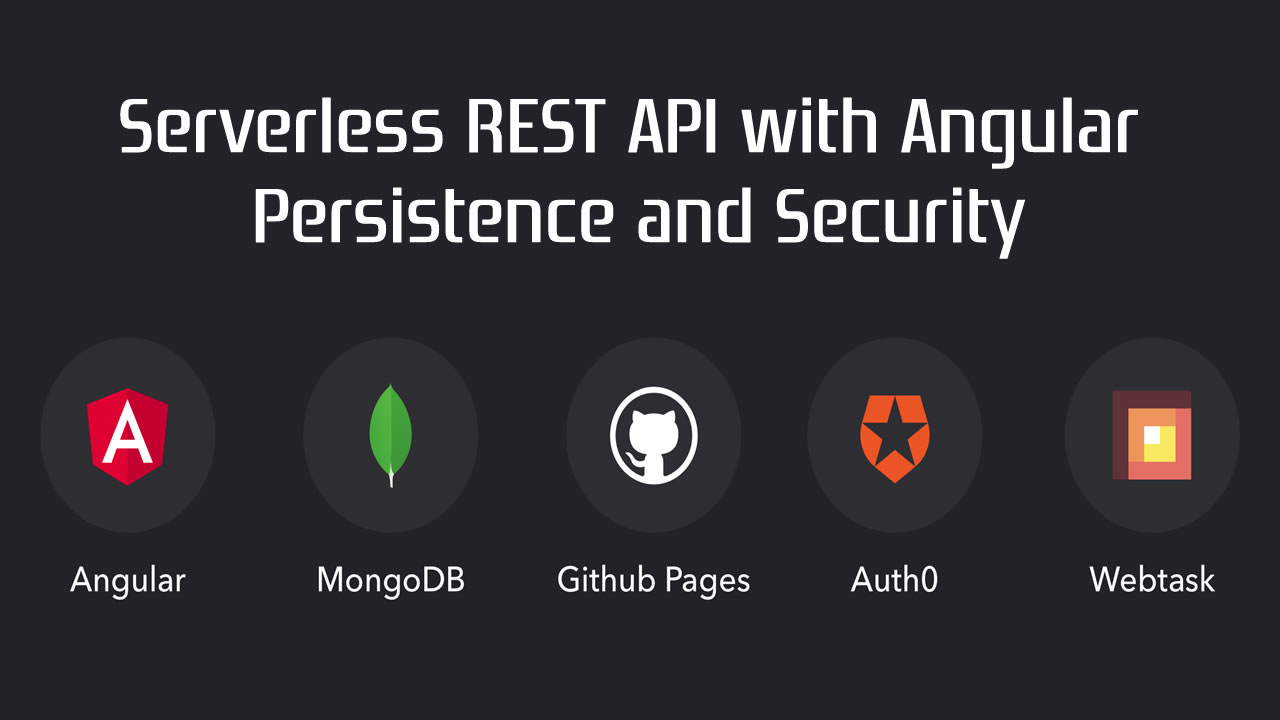 Serverless REST API with Angular
Persistence and Security
Angular
MongoDB
Github Pages
Auth0
Webtask